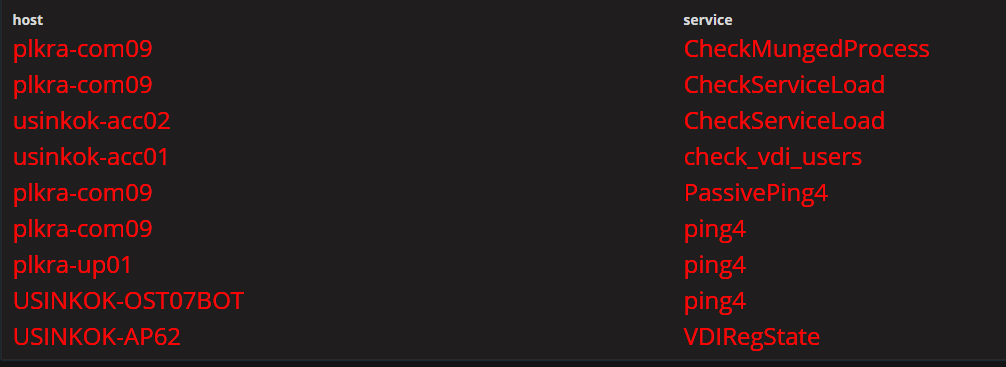 host service
plkra-com09 CheckMungedProcess
plkra-com09 CheckServiceLoad
usinkok-acc02 CheckServiceLoad
usinkok-acc01 check_vdi_users
plkra-com09 PassivePing4
plkra-com09 ping4
plkra-up01 ping4
USINKOK-OST07BOT ping4
USINKOK-AP62 VDIRegState